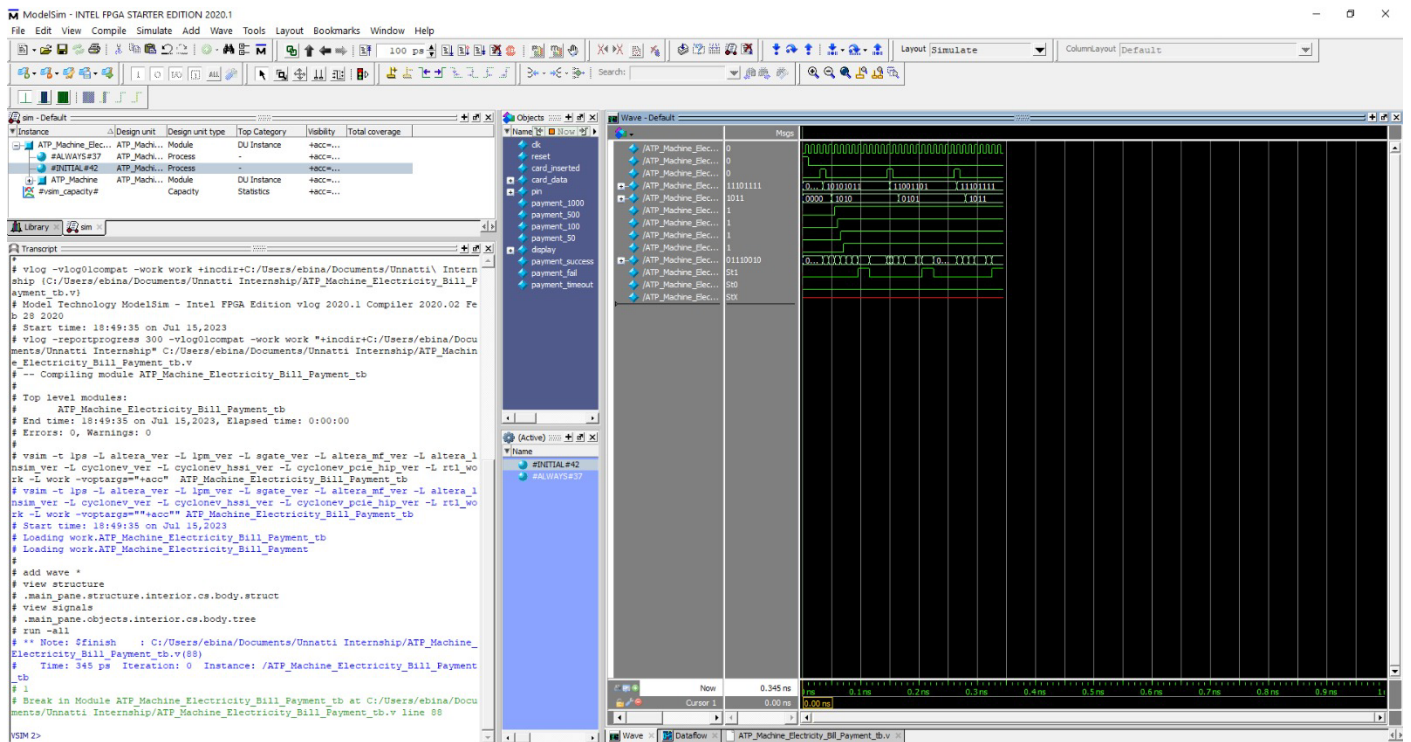 ModelSim - INTEL FPGA STARTER EDITION 2020.1
File Edit View Compile Simulate Add Wave Tools Layout Bookmarks Window Help
100 ps
Layout Simulate
ColumnLayout Default
Search:
sim - Default
Instance Design unit Design unit type Top Category Visibility Total coverage
ATP_Machine_Elec... ATP_Machi... Module DU Instance +acc=...
#ALWAYS#37 ATP_Machi... Process - +acc=...
#INITIAL#42 ATP_Machi... Process - +acc=...
ATP_Machine ATP_Machi... Module DU Instance +acc=...
#vsim_capacity# Capacity Statistics +acc=...
Library sim
Transcript
#
# vlog -vlog01compat -work work +incdir+C:/Users/ebina/Documents/Unnatti\ Intern
ship {C:/Users/ebina/Documents/Unnatti Internship/ATP_Machine_Electricity_Bill_P
ayment_tb.v}
# Model Technology ModelSim - Intel FPGA Edition vlog 2020.1 Compiler 2020.02 Fe
b 28 2020
# Start time: 18:49:35 on Jul 15,2023
# vlog -reportprogress 300 -vlog01compat -work work "+incdir+C:/Users/ebina/Docu
ments/Unnatti Internship" C:/Users/ebina/Documents/Unnatti Internship/ATP_Machin
e_Electricity_Bill_Payment_tb.v
# -- Compiling module ATP_Machine_Electricity_Bill_Payment_tb
#
# Top level modules:
# ATP_Machine_Electricity_Bill_Payment_tb
# End time: 18:49:35 on Jul 15,2023, Elapsed time: 0:00:00
# Errors: 0, Warnings: 0
#
# vsim -t 1ps -L altera_ver -L lpm_ver -L sgate_ver -L altera_mf_ver -L altera_l
nsim_ver -L cyclonev_ver -L cyclonev_hssi_ver -L cyclonev_pcie_hip_ver -L rtl_wo
rk -L work -voptargs="+acc" ATP_Machine_Electricity_Bill_Payment_tb
# vsim -t 1ps -L altera_ver -L lpm_ver -L sgate_ver -L altera_mf_ver -L altera_l
nsim_ver -L cyclonev_ver -L cyclonev_hssi_ver -L cyclonev_pcie_hip_ver -L rtl_wo
rk -L work -voptargs=""+acc"" ATP_Machine_Electricity_Bill_Payment_tb
# Start time: 18:49:35 on Jul 15,2023
# Loading work.ATP_Machine_Electricity_Bill_Payment_tb
# Loading work.ATP_Machine_Electricity_Bill_Payment
#
# add wave *
# view structure
# .main_pane.structure.interior.cs.body.struct
# view signals
# .main_pane.objects.interior.cs.body.tree
# run -all
# ** Note: $finish : C:/Users/ebina/Documents/Unnatti Internship/ATP_Machine_
Electricity_Bill_Payment_tb.v(88)
# Time: 345 ps Iteration: 0 Instance: /ATP_Machine_Electricity_Bill_Payment
_tb
# 1
# Break in Module ATP_Machine_Electricity_Bill_Payment_tb at C:/Users/ebina/Docu
ments/Unnatti Internship/ATP_Machine_Electricity_Bill_Payment_tb.v line 88
VSIM 2>
Objects
Name Now
clk
reset
card_inserted
card_data
pin
payment_1000
payment_500
payment_100
payment_50
display
payment_success
payment_fail
payment_timeout
(Active)
Name
#INITIAL#42
#ALWAYS#37
Wave - Default
Msgs
/ATP_Machine_Elec... 0
/ATP_Machine_Elec... 0
/ATP_Machine_Elec... 0
/ATP_Machine_Elec... 11101111 0... 10101011 11001101 11101111
/ATP_Machine_Elec... 1011 0000 1010 0101 1011
/ATP_Machine_Elec... 1
/ATP_Machine_Elec... 1
/ATP_Machine_Elec... 1
/ATP_Machine_Elec... 1
/ATP_Machine_Elec... 01110010 0... 0...
/ATP_Machine_Elec... St1
/ATP_Machine_Elec... St0
/ATP_Machine_Elec... StX
Now 0.345 ns ns 0.1 ns 0.2 ns 0.3 ns 0.4 ns 0.5 ns 0.6 ns 0.7 ns 0.8 ns 0.9 ns
Cursor 1 0.00 ns 0.00 ns
Wave Dataflow ATP_Machine_Electricity_Bill_Payment_tb.v